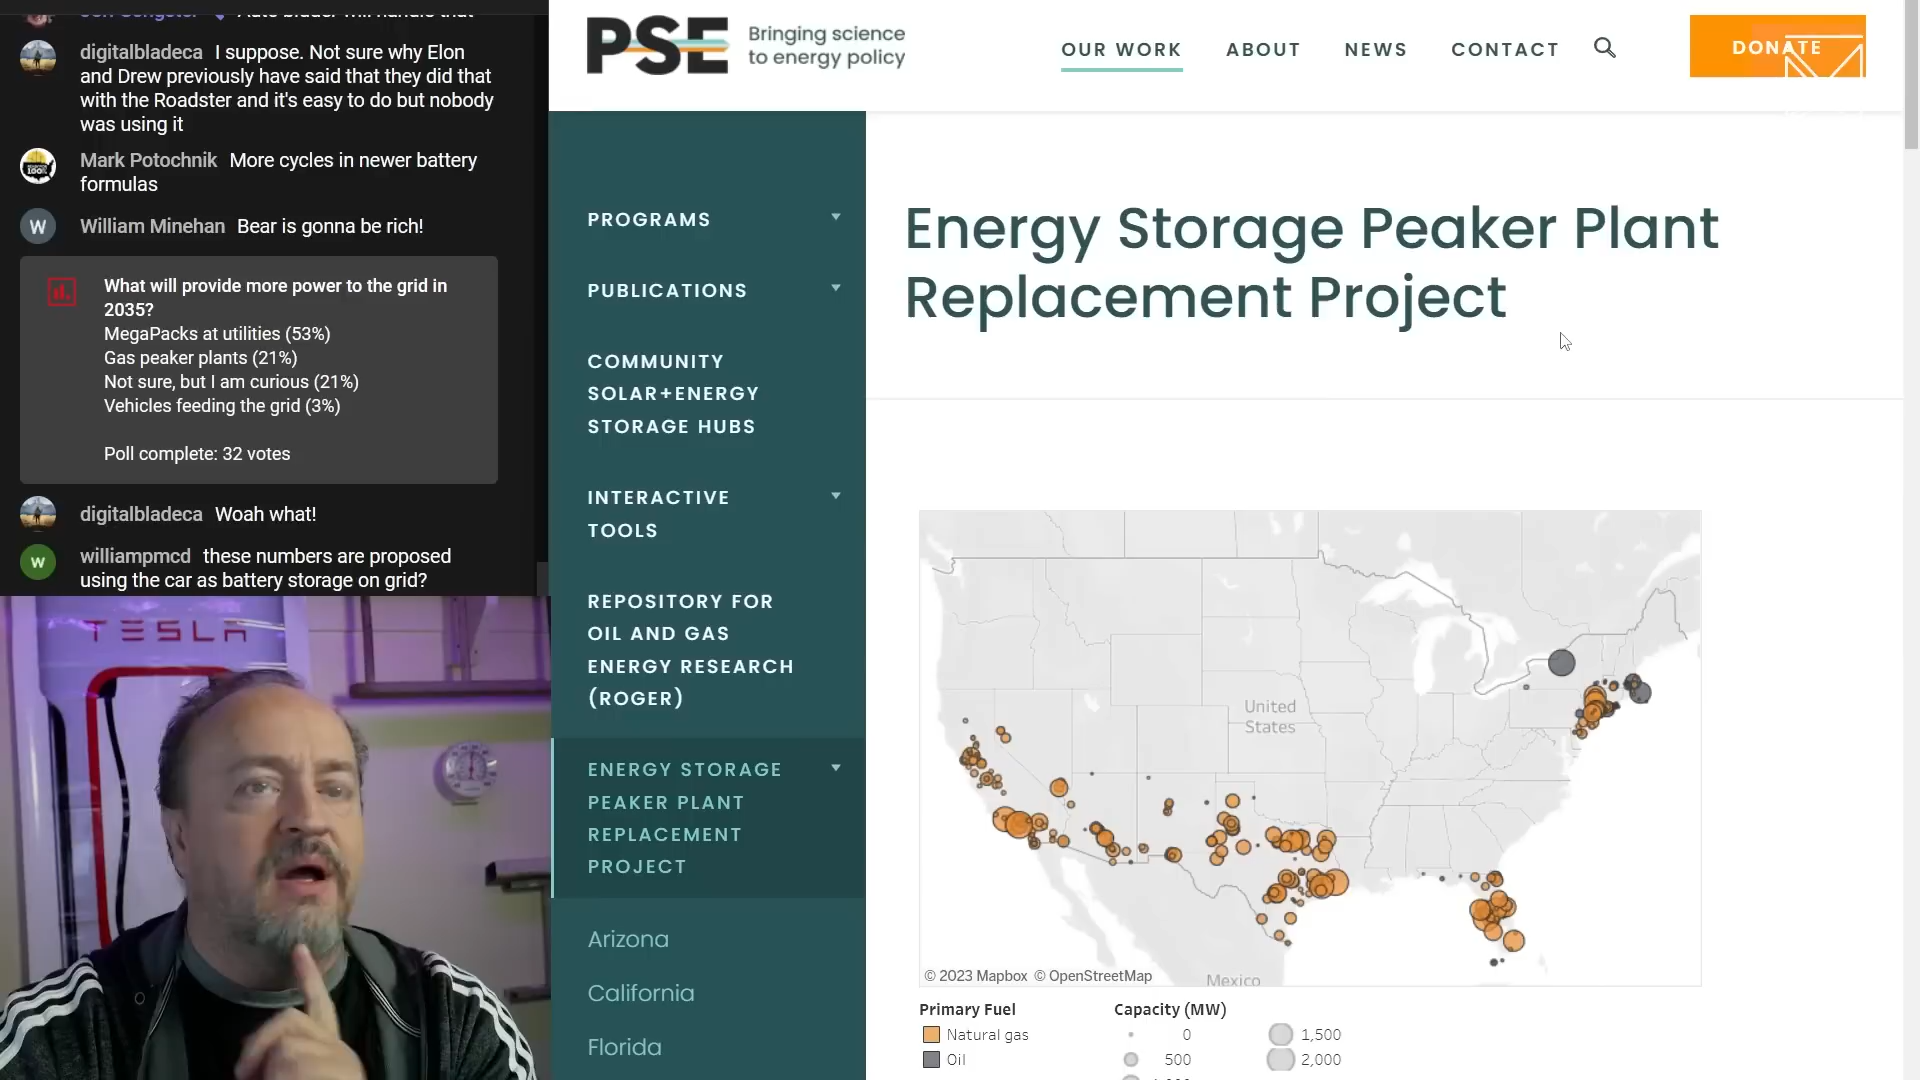 digitalbladeca I suppose. Not sure why Elon
and Drew previously have said that they did that
with the Roadster and it's easy to do but nobody
was using it
Mark Potochnik More cycles in newer battery
formulas
W William Minehan Bear is gonna be rich!
What will provide more power to the grid in
2035?
MegaPacks at utilities (53%)
Gas peaker plants (21%)
Not sure, but I am curious (21%)
Vehicles feeding the grid (3%)
Poll complete: 32 votes
digitalbladeca Woah what!
W williampmcd these numbers are proposed
using the car as battery storage on grid?
TESLA
PSE Bringing science
to energy policy
OUR WORK ABOUT NEWS CONTACT
DONATE
PROGRAMS
PUBLICATIONS
COMMUNITY
SOLAR+ENERGY
STORAGE HUBS
INTERACTIVE
TOOLS
REPOSITORY FOR
OIL AND GAS
ENERGY RESEARCH
(ROGER)
ENERGY STORAGE
PEAKER PLANT
REPLACEMENT
PROJECT
Arizona
California
Florida
Energy Storage Peaker Plant
Replacement Project
United
States
Mexico
© 2023 Mapbox © OpenStreetMap
Primary Fuel
Natural gas
Oil
Capacity (MW)
0 1,500
500 2,000